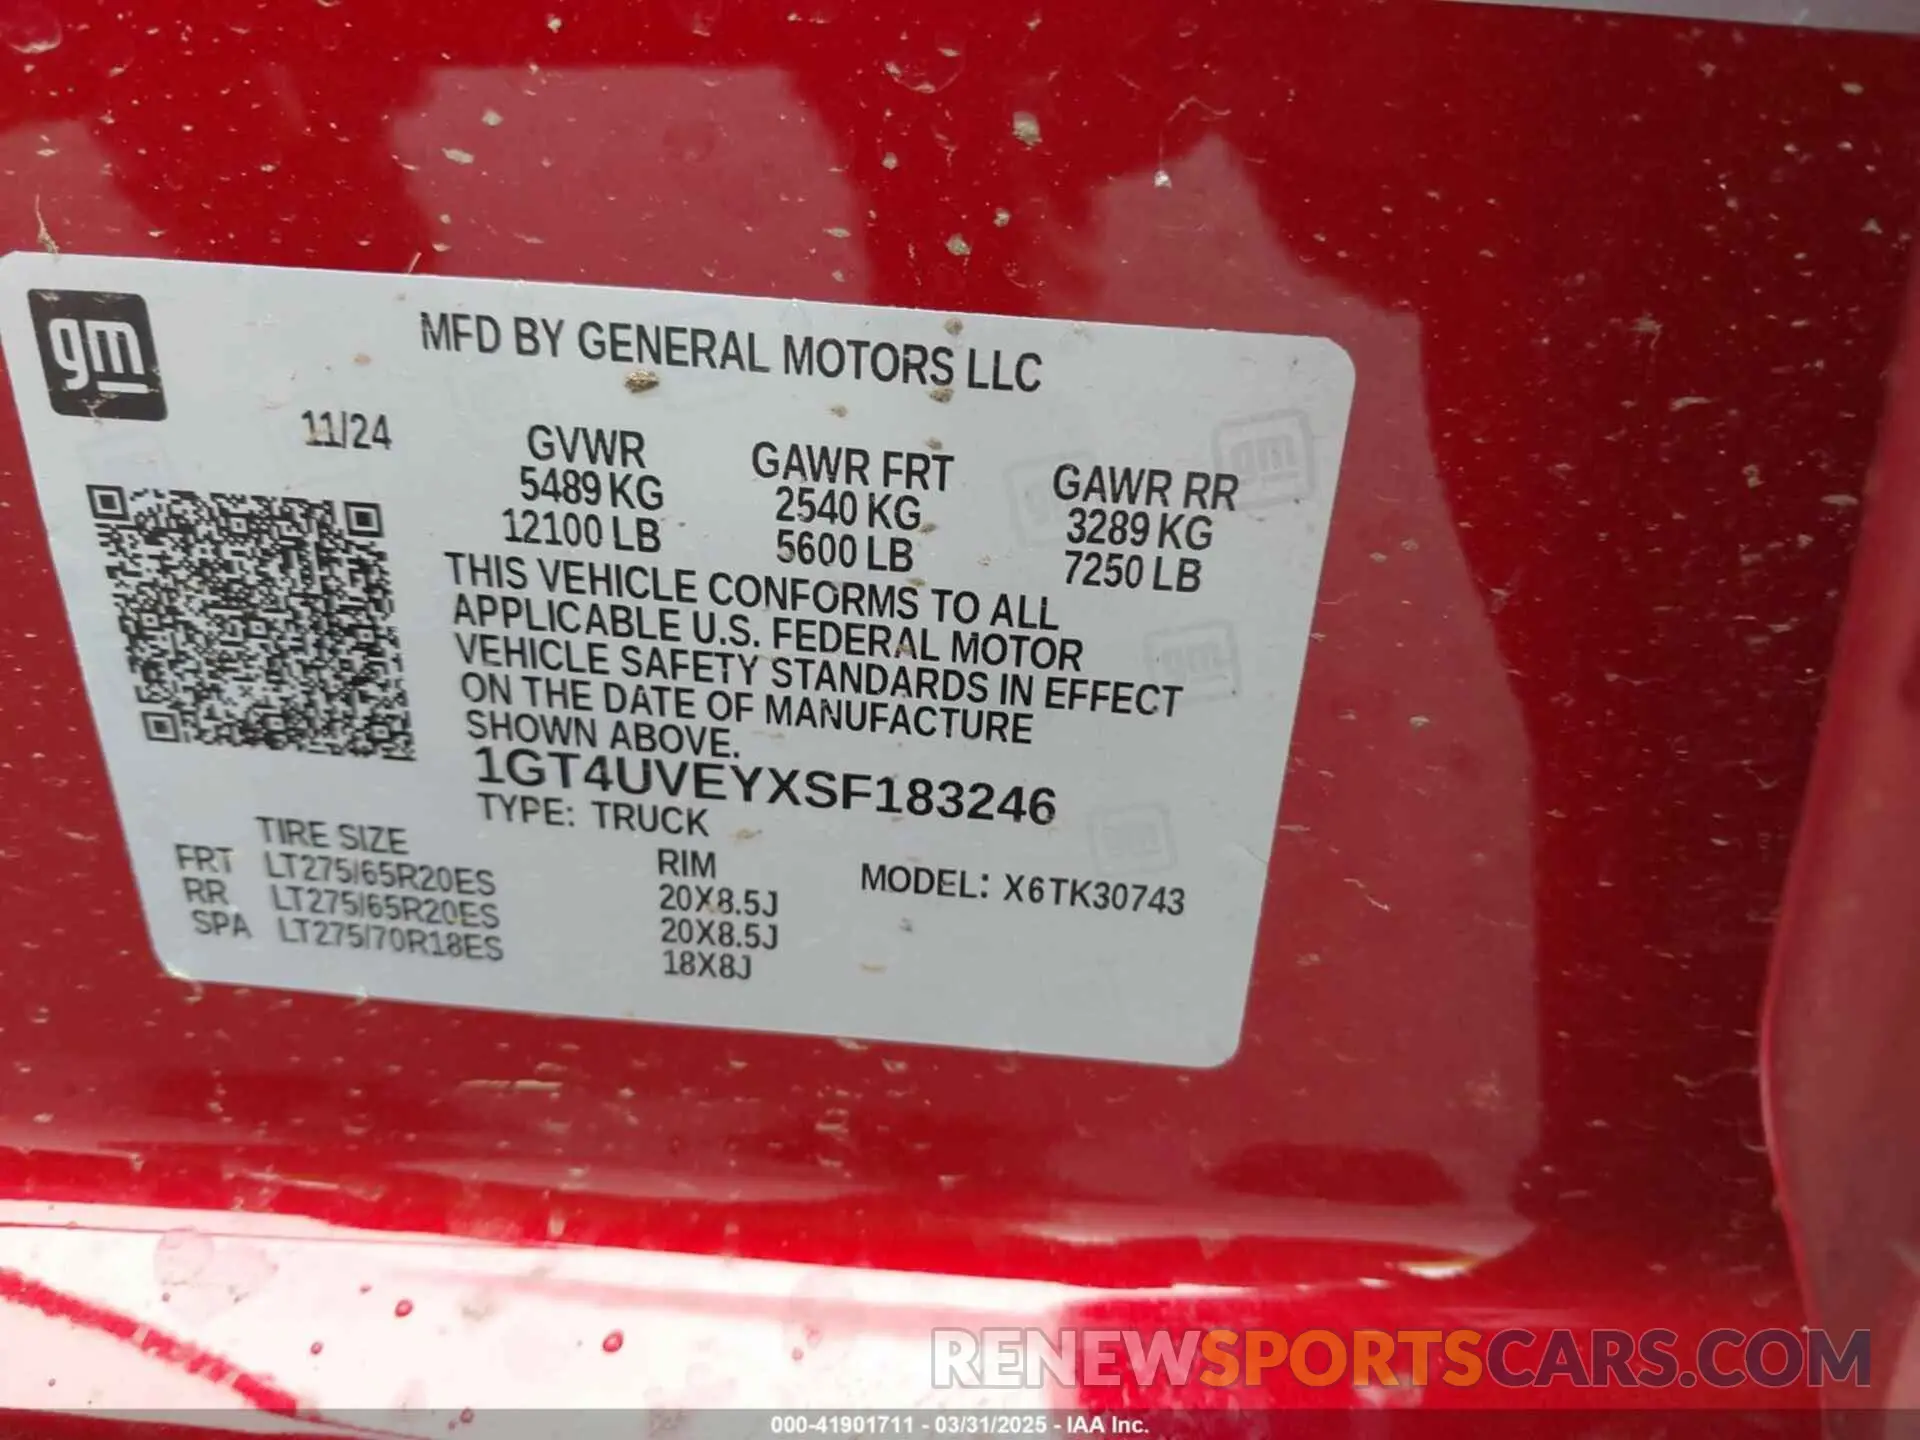 gm
MFD BY GENERAL MOTORS LLC
11/24
GVWR GAWR FRT GAWR RR
5489 KG 2540 KG 3289 KG
12100 LB 5600 LB 7250 LB
THIS VEHICLE CONFORMS TO ALL
APPLICABLE U.S. FEDERAL MOTOR
VEHICLE SAFETY STANDARDS IN EFFECT
ON THE DATE OF MANUFACTURE
SHOWN ABOVE.
1GT4UVEYXSF183246
TYPE: TRUCK
TIRE SIZE RIM
FRT LT275/65R20ES 20X8.5J
RR LT275/65R20ES 20X8.5J
SPA LT275/70R18ES 18X8J
MODEL: X6TK30743
RENEWSPORTSCARS.COM
000-41901711 - 03/31/2025 - IAA Inc.